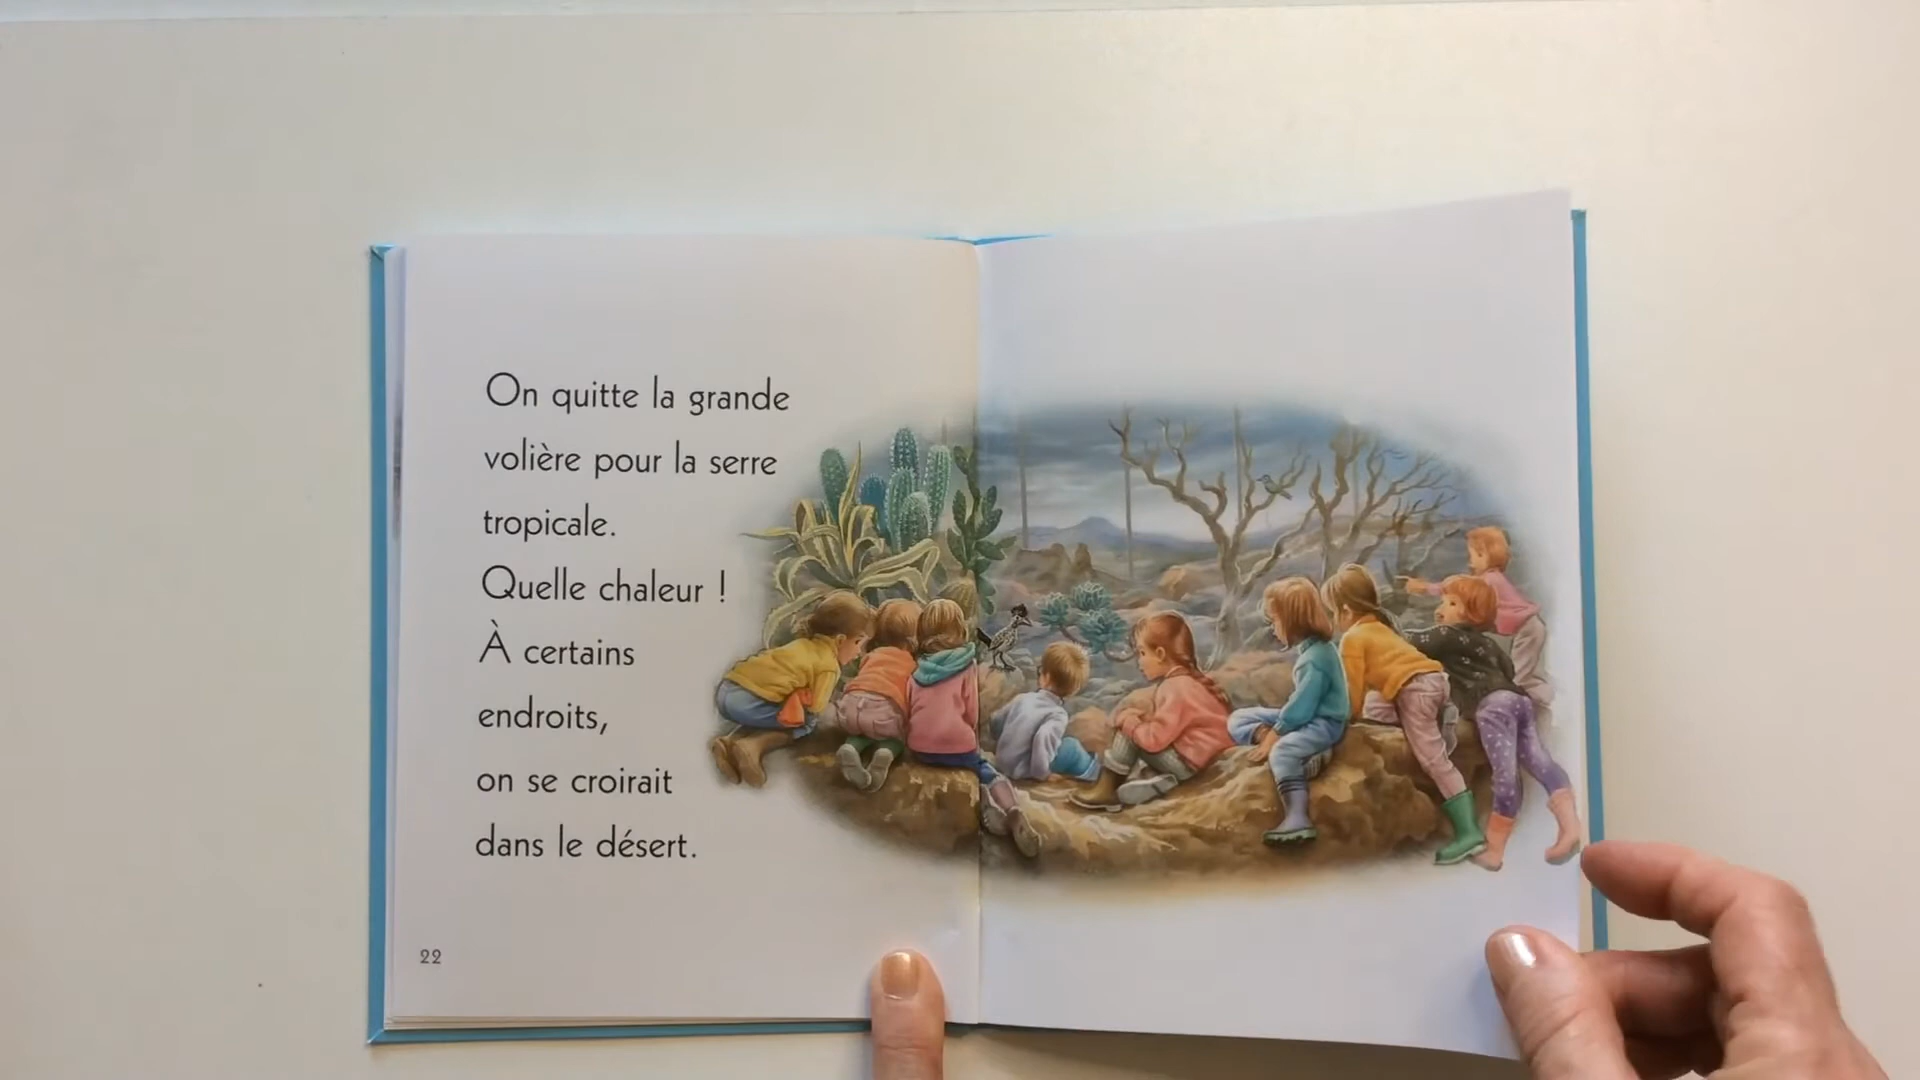 On quitte la grande
volière pour la serre
tropicale.
Quelle chaleur !
À certains
endroits,
on se croirait
dans le désert.
22